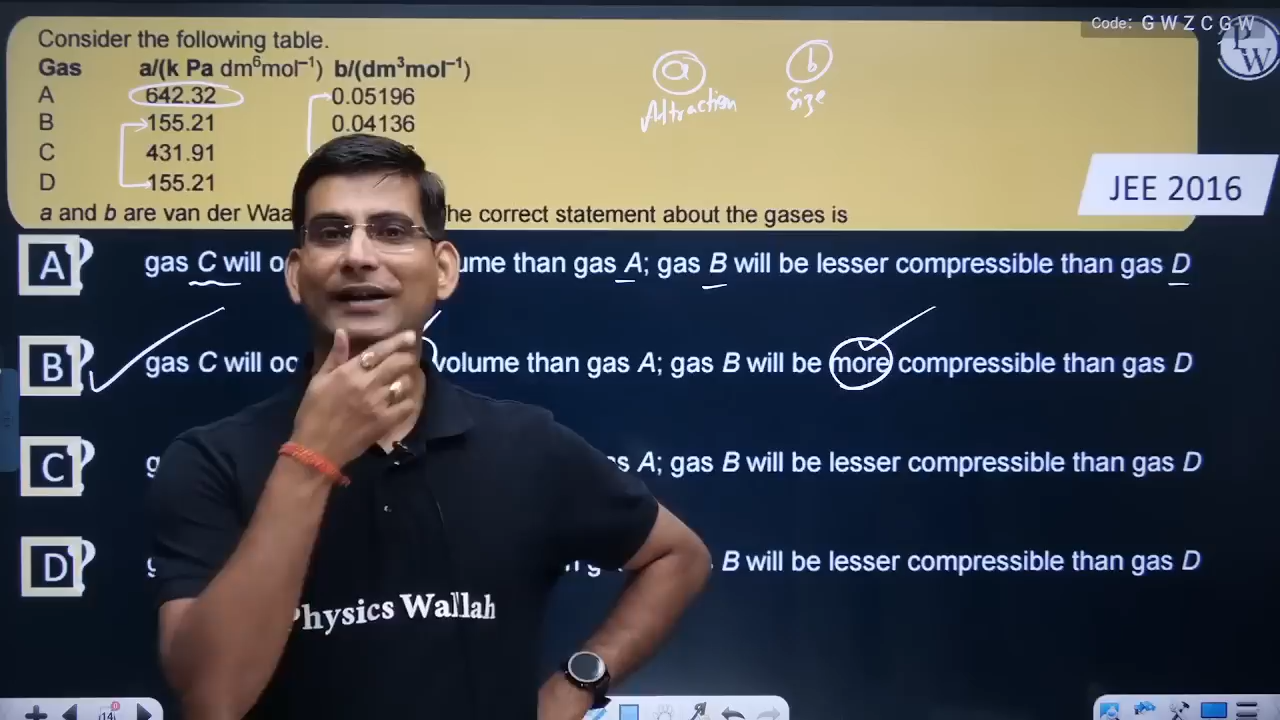 Code: G W Z C G W
P
W
Consider the following table.
Gas a/(k Pa dm⁶mol⁻¹) b/(dm³mol⁻¹)
A 642.32 0.05196
B 155.21 0.04136
C 431.91
D 155.21
a Attraction
b Size
JEE 2016
a and b are van der he correct statement about the gases is
A? gas C will ume than gas A; gas B will be lesser compressible than gas D
B? gas C will volume than gas A; gas B will be more compressible than gas D
C? A; gas B will be lesser compressible than gas D
D? B will be lesser compressible than gas D
Physics Wallah
14